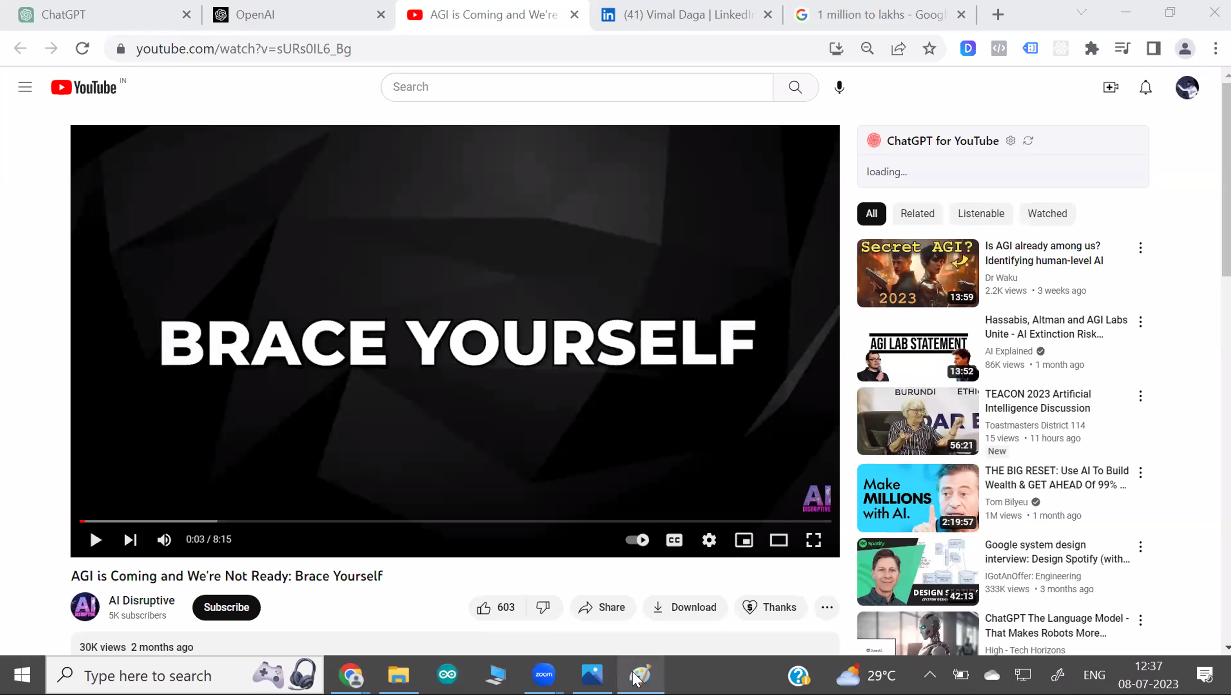 ChatGPT
OpenAI
AGI is Coming and We're
(41) Vimal Daga | LinkedIn
1 million to lakhs - Goog
youtube.com/watch?v=sURs0IL6_Bg
YouTube IN
Search
BRACE YOURSELF
AI
DISRUPTIVE
0:03 / 8:15
AGI is Coming and We're Not Ready: Brace Yourself
AI Disruptive
5K subscribers
Subscribe
603
Share
Download
Thanks
30K views 2 months ago
ChatGPT for YouTube
loading...
All
Related
Listenable
Watched
Secret AGI?
2023
13:59
Is AGI already among us?
Identifying human-level AI
Dr Waku
2.2K views • 3 weeks ago
AGI LAB STATEMENT
13:52
Hassabis, Altman and AGI Labs
Unite - AI Extinction Risk...
AI Explained
86K views • 1 month ago
BURUNDI
56:21
TEACON 2023 Artificial
Intelligence Discussion
Toastmasters District 114
15 views • 11 hours ago
New
Make
MILLIONS
with AI.
2:19:57
THE BIG RESET: Use AI To Build
Wealth & GET AHEAD Of 99% ...
Tom Bilyeu
1M views • 1 month ago
Spotify
DESIGN
42:13
Google system design
interview: Design Spotify (with...
IGotAnOffer: Engineering
333K views • 3 months ago
ChatGPT The Language Model -
That Makes Robots More...
High - Tech Horizons
Type here to search
zoom
29°C
ENG
12:37
08-07-2023